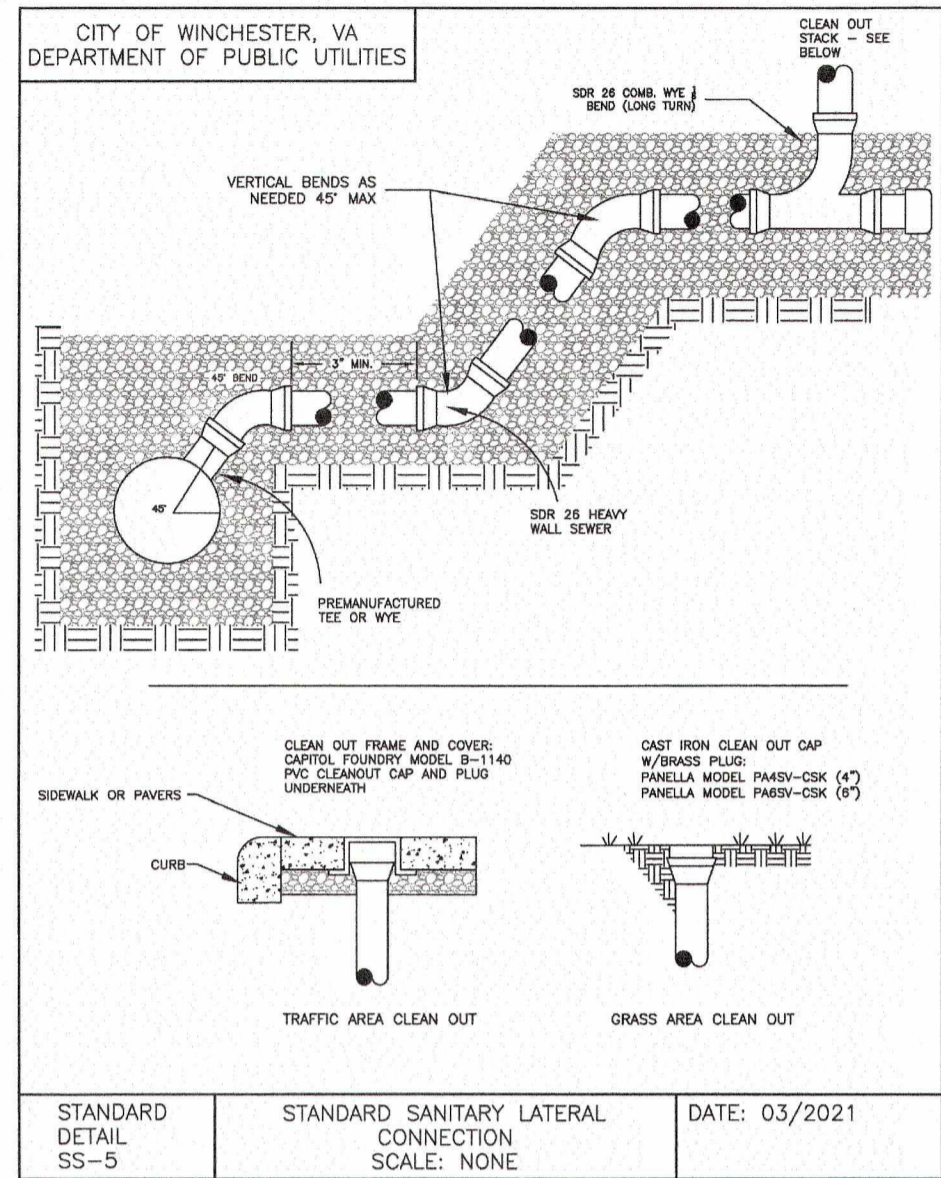 CITY OF WINCHESTER, VA
DEPARTMENT OF PUBLIC UTILITIES
CLEAN OUT
STACK - SEE
BELOW
SDR 26 COMB. WYE ⅛
BEND (LONG TURN)
VERTICAL BENDS AS
NEEDED 45° MAX
3" MIN.
45° BEND
45°
SDR 26 HEAVY
WALL SEWER
PREMANUFACTURED
TEE OR WYE
CLEAN OUT FRAME AND COVER:
CAPITOL FOUNDRY MODEL B-1140
PVC CLEANOUT CAP AND PLUG
UNDERNEATH
CAST IRON CLEAN OUT CAP
W/BRASS PLUG:
PANELLA MODEL PA4SV-CSK (4")
PANELLA MODEL PA6SV-CSK (6")
SIDEWALK OR PAVERS
CURB
TRAFFIC AREA CLEAN OUT
GRASS AREA CLEAN OUT
STANDARD
DETAIL
SS-5
STANDARD SANITARY LATERAL
CONNECTION
SCALE: NONE
DATE: 03/2021